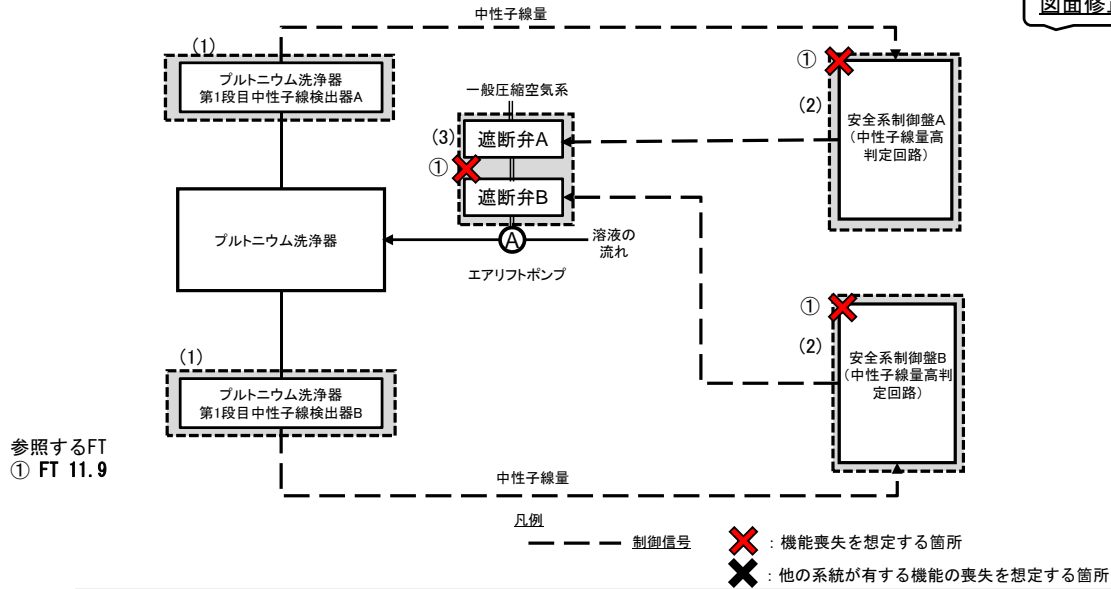 図面修正
中性子線量
(1)
プルトニウム洗浄器
第1段目中性子線検出器A
一般圧縮空気系
(3)
遮断弁A
①
遮断弁B
①
(2)
安全系制御盤A
(中性子線量高
判定回路)
プルトニウム洗浄器
A
溶液の
流れ
エアリフトポンプ
(1)
プルトニウム洗浄器
第1段目中性子線検出器B
①
(2)
安全系制御盤B
(中性子線量高判
定回路)
参照するFT
① FT 11.9
中性子線量
凡例
制御信号
:機能喪失を想定する箇所
:他の系統が有する機能の喪失を想定する箇所